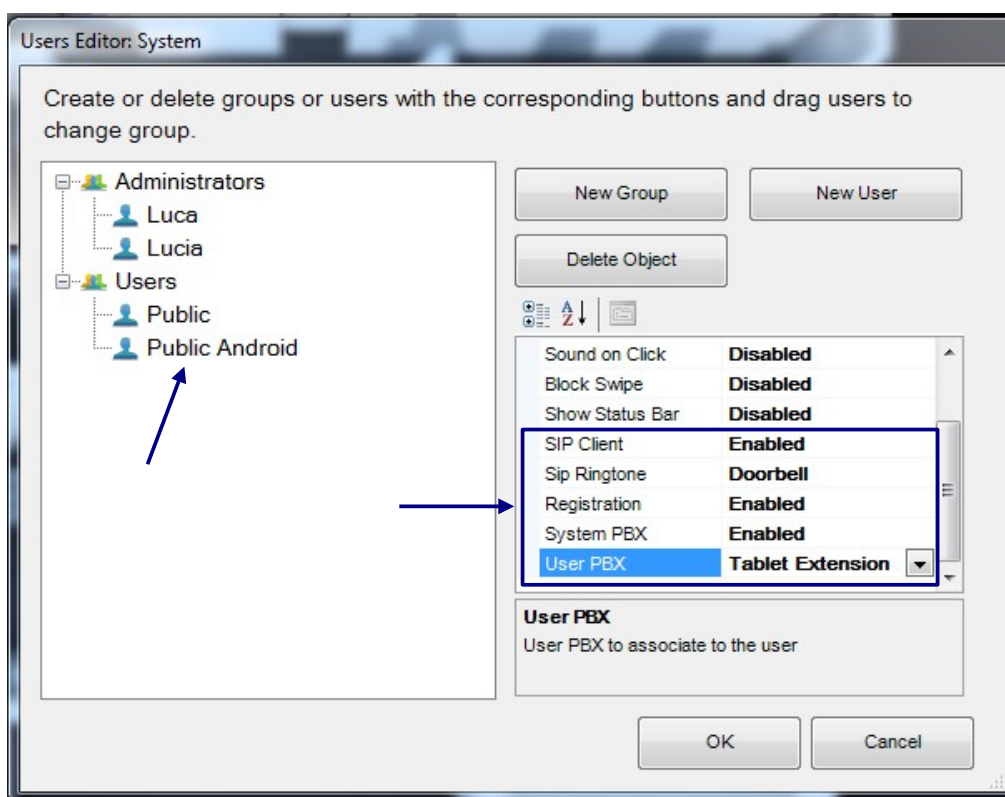 Users Editor: System
Create or delete groups or users with the corresponding buttons and drag users to
change group.
Administrators
Luca
Lucia
Users
Public
Public Android
New Group
New User
Delete Object
A
Z
Sound on Click Disabled
Block Swipe Disabled
Show Status Bar Disabled
SIP Client Enabled
Sip Ringtone Doorbell
Registration Enabled
System PBX Enabled
User PBX Tablet Extension
User PBX
User PBX to associate to the user
OK
Cancel